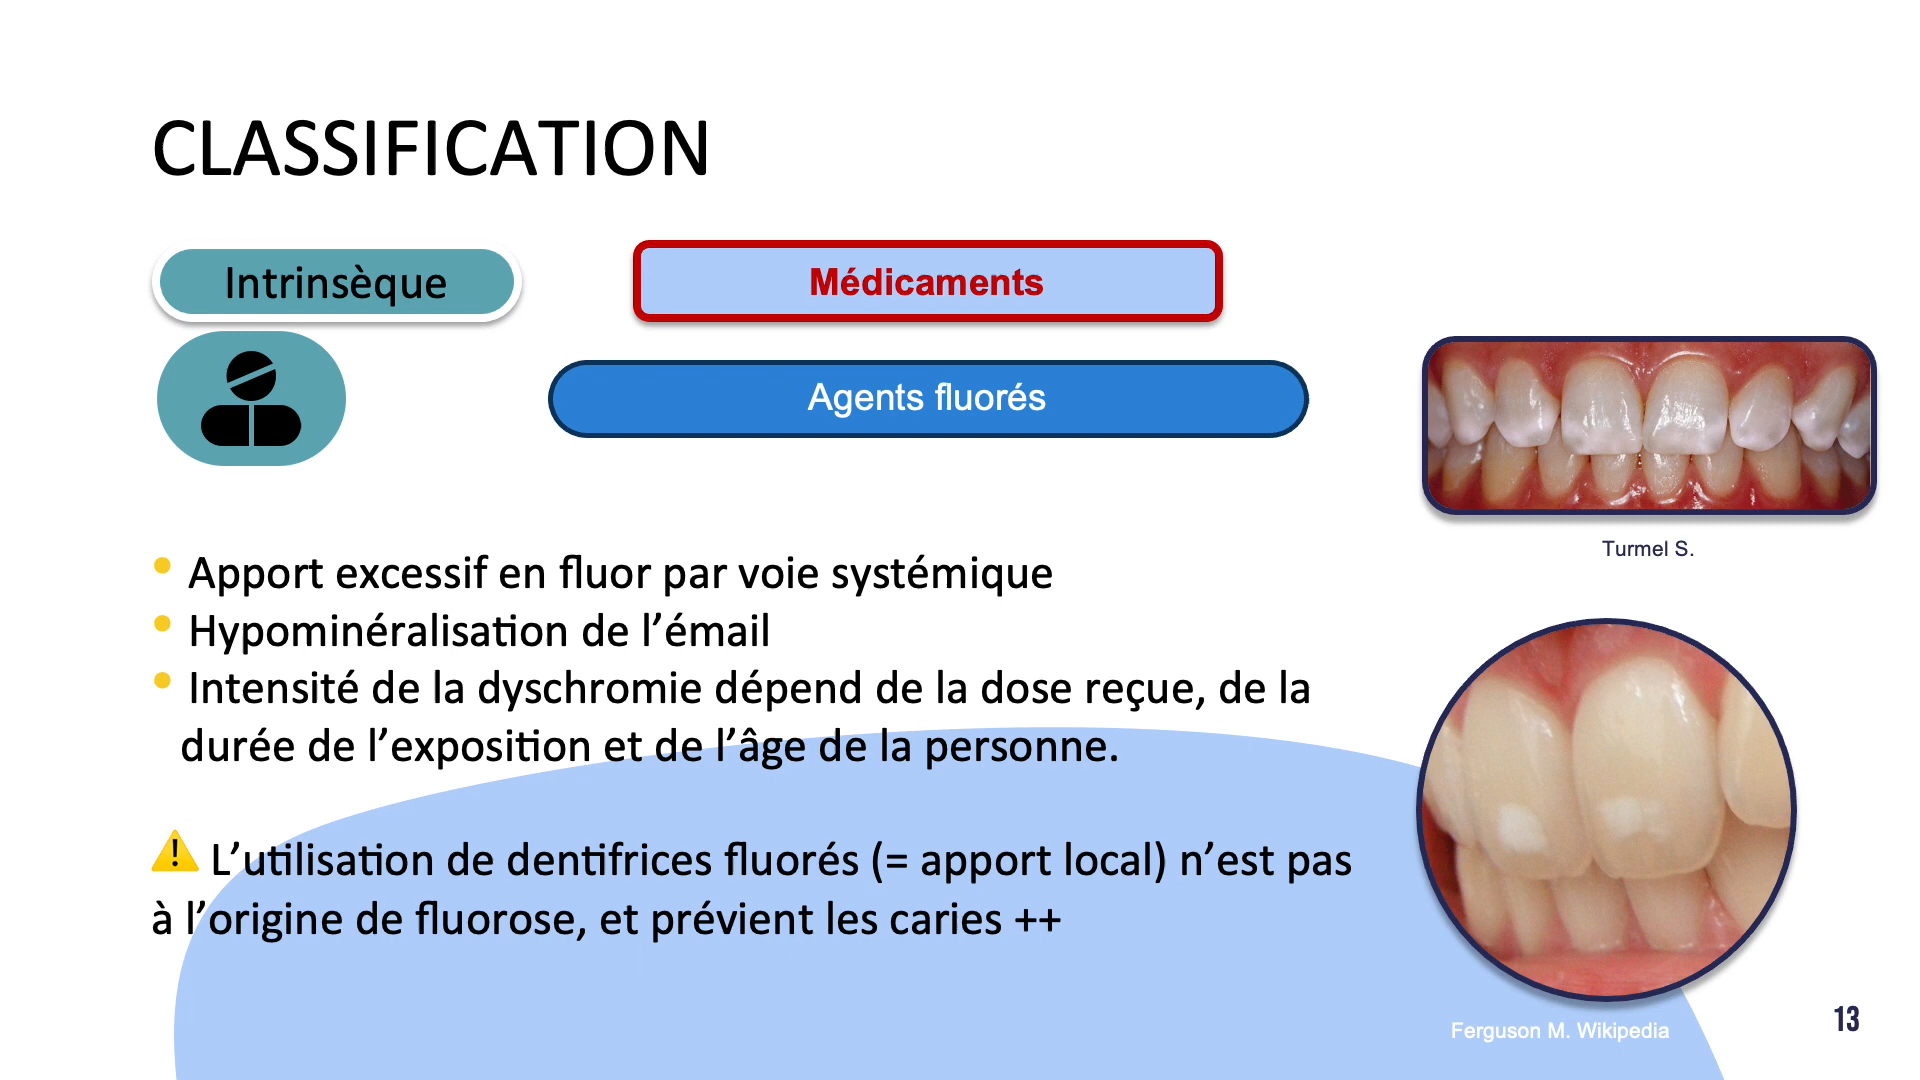 CLASSIFICATION
Intrinsèque
Médicaments
Agents fluorés
Turmel S.
• Apport excessif en fluor par voie systémique
• Hypominéralisation de l’émail
• Intensité de la dyschromie dépend de la dose reçue, de la
durée de l’exposition et de l’âge de la personne.
⚠ L’utilisation de dentifrices fluorés (= apport local) n’est pas
à l’origine de fluorose, et prévient les caries ++
Ferguson M. Wikipedia
13